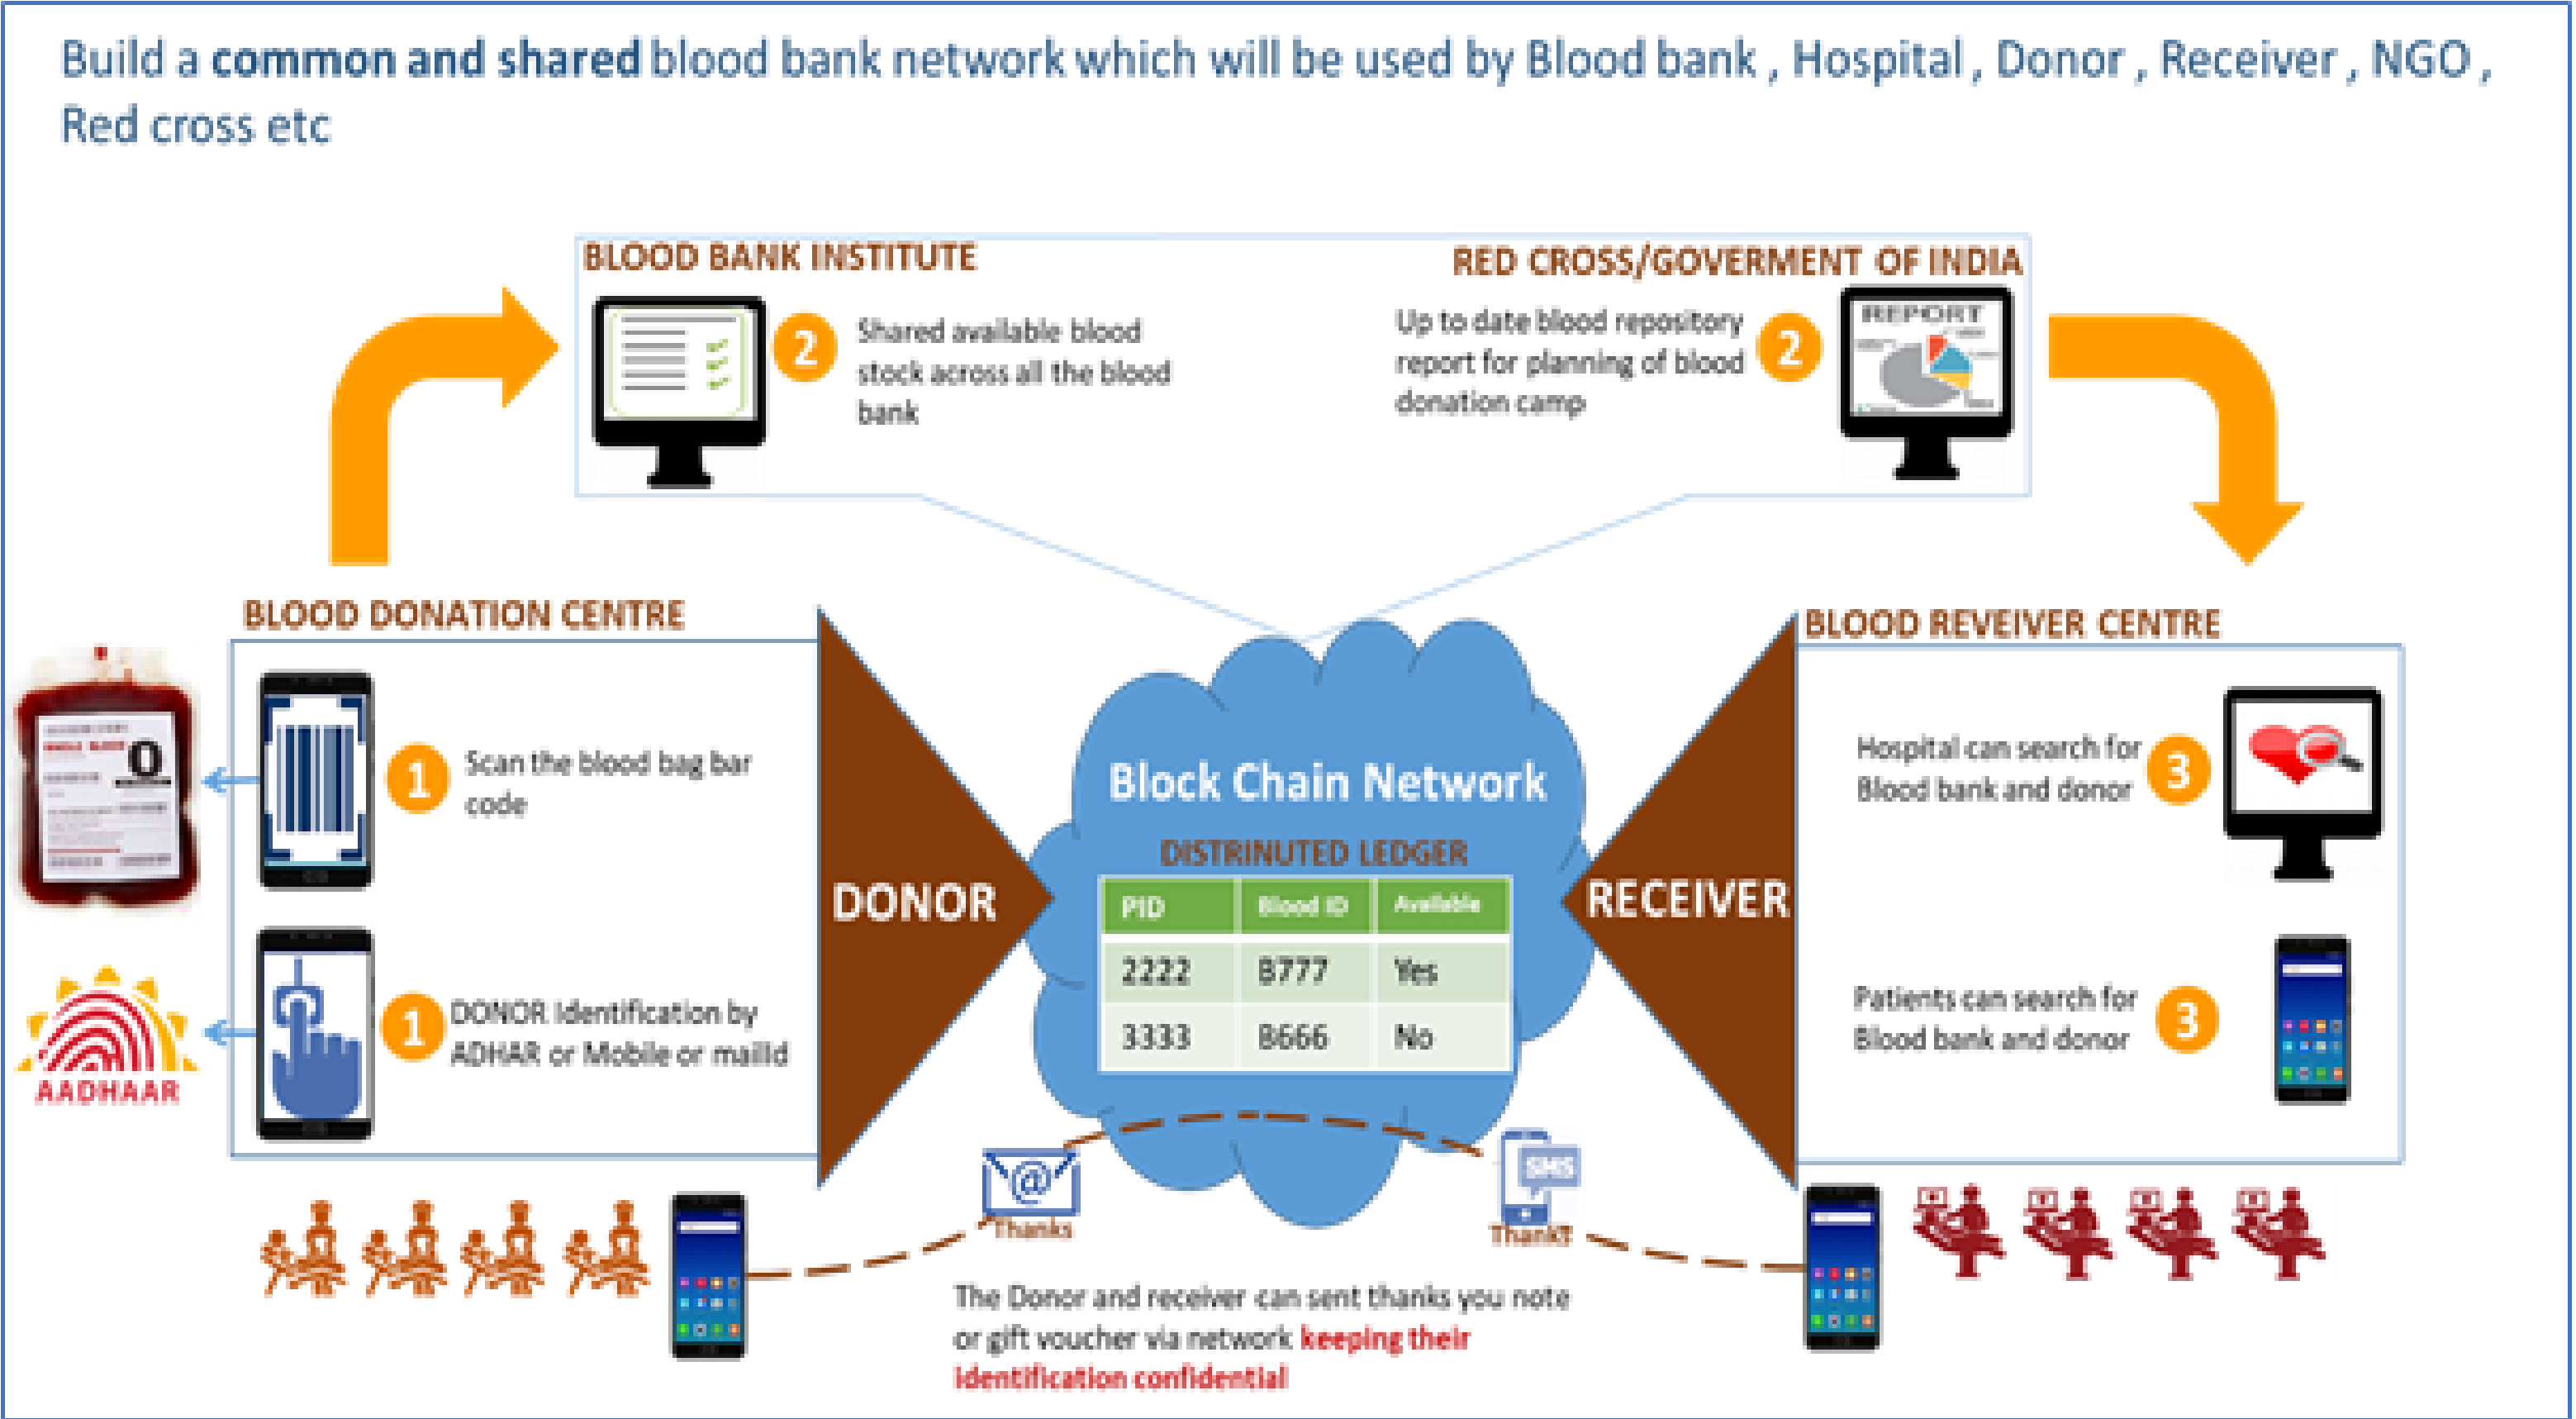 Build a common and shared blood bank network which will be used by Blood bank , Hospital , Donor , Receiver , NGO ,
Red cross etc
BLOOD BANK INSTITUTE
2
Shared available blood
stock across all the blood
bank
RED CROSS/GOVERMENT OF INDIA
Up to date blood repository
report for planning of blood
donation camp
2
REPORT
BLOOD DONATION CENTRE
O
1
Scan the blood bag bar
code
AADHAAR
1
DONOR Identification by
ADHAR or Mobile or mailId
DONOR
Block Chain Network
DISTRINUTED LEDGER
PID Blood ID Available
2222 B777 Yes
3333 B666 No
RECEIVER
BLOOD REVEIVER CENTRE
Hospital can search for
Blood bank and donor
3
Patients can search for
Blood bank and donor
3
@
Thanks
SMS
The Donor and receiver can sent thanks you note
or gift voucher via network keeping their
identification confidential